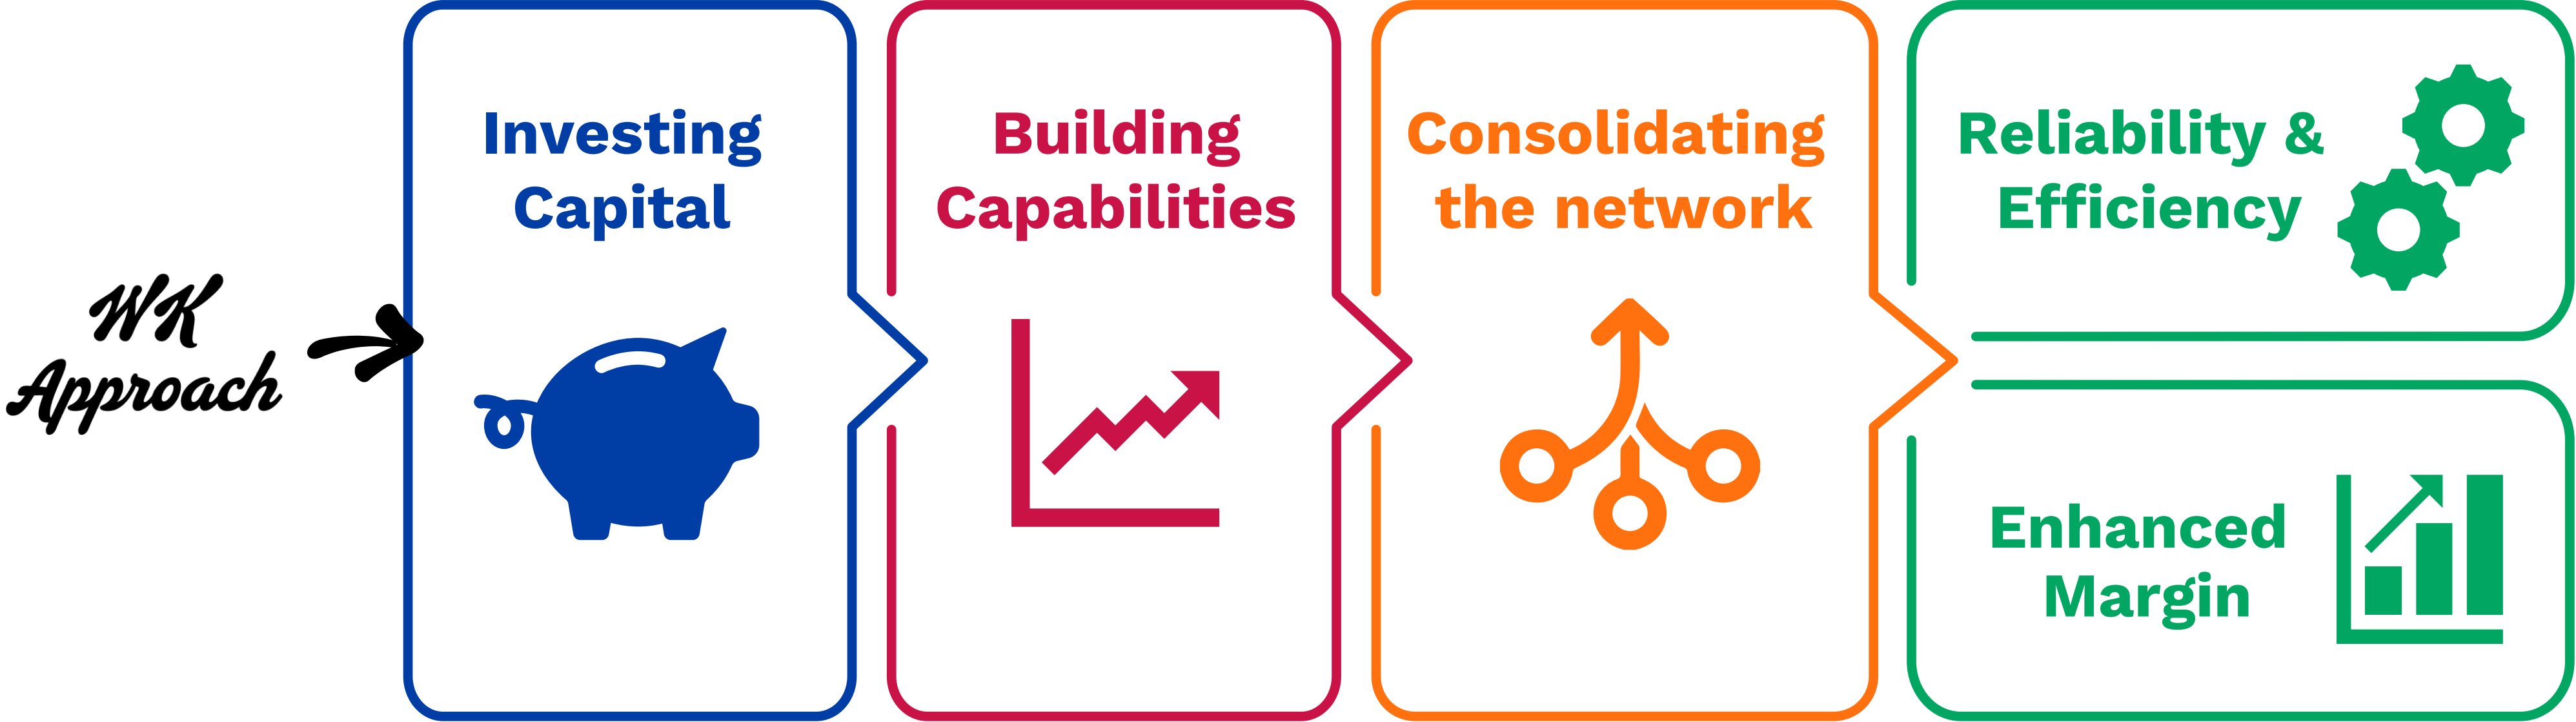 WK
Approach
Investing
Capital
Building
Capabilities
Consolidating
the network
Reliability &
Efficiency
Enhanced
Margin